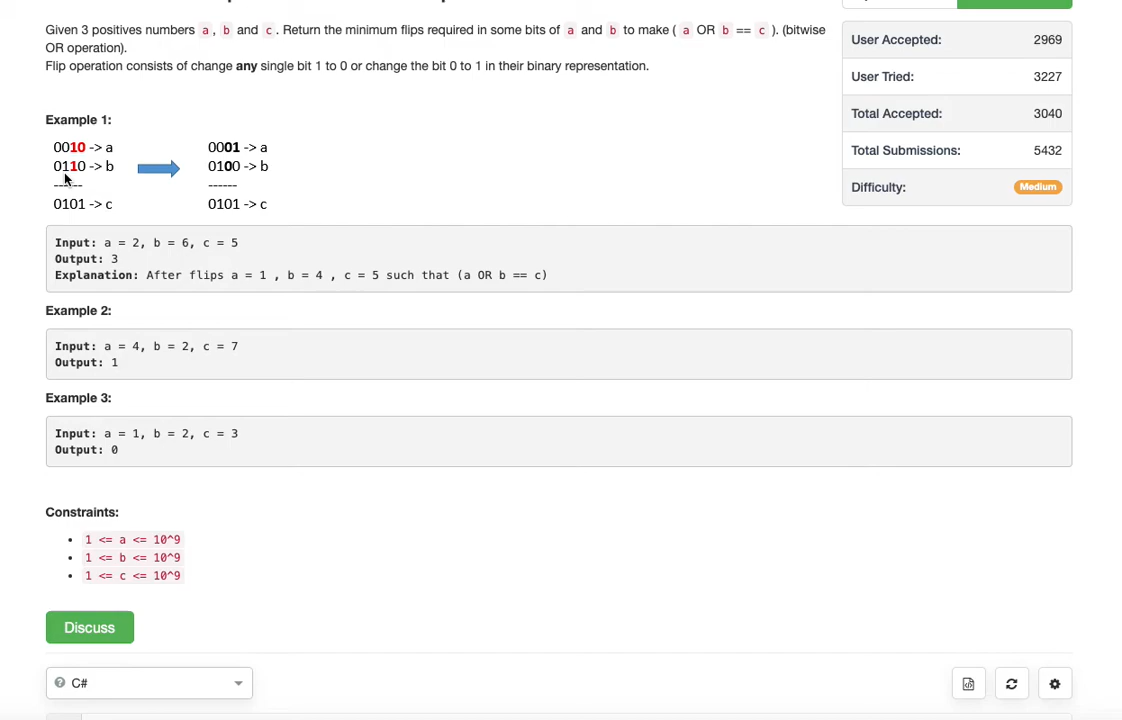 Given 3 positives numbers a, b and c. Return the minimum flips required in some bits of a and b to make ( a OR b == c ). (bitwise
OR operation).
Flip operation consists of change any single bit 1 to 0 or change the bit 0 to 1 in their binary representation.
User Accepted: 2969
User Tried: 3227
Total Accepted: 3040
Total Submissions: 5432
Difficulty: Medium
Example 1:
0010 -> a 0001 -> a
0110 -> b 0100 -> b
------ ------
0101 -> c 0101 -> c
Input: a = 2, b = 6, c = 5
Output: 3
Explanation: After flips a = 1 , b = 4 , c = 5 such that (a OR b == c)
Example 2:
Input: a = 4, b = 2, c = 7
Output: 1
Example 3:
Input: a = 1, b = 2, c = 3
Output: 0
Constraints:
• 1 <= a <= 10^9
• 1 <= b <= 10^9
• 1 <= c <= 10^9
Discuss
C#